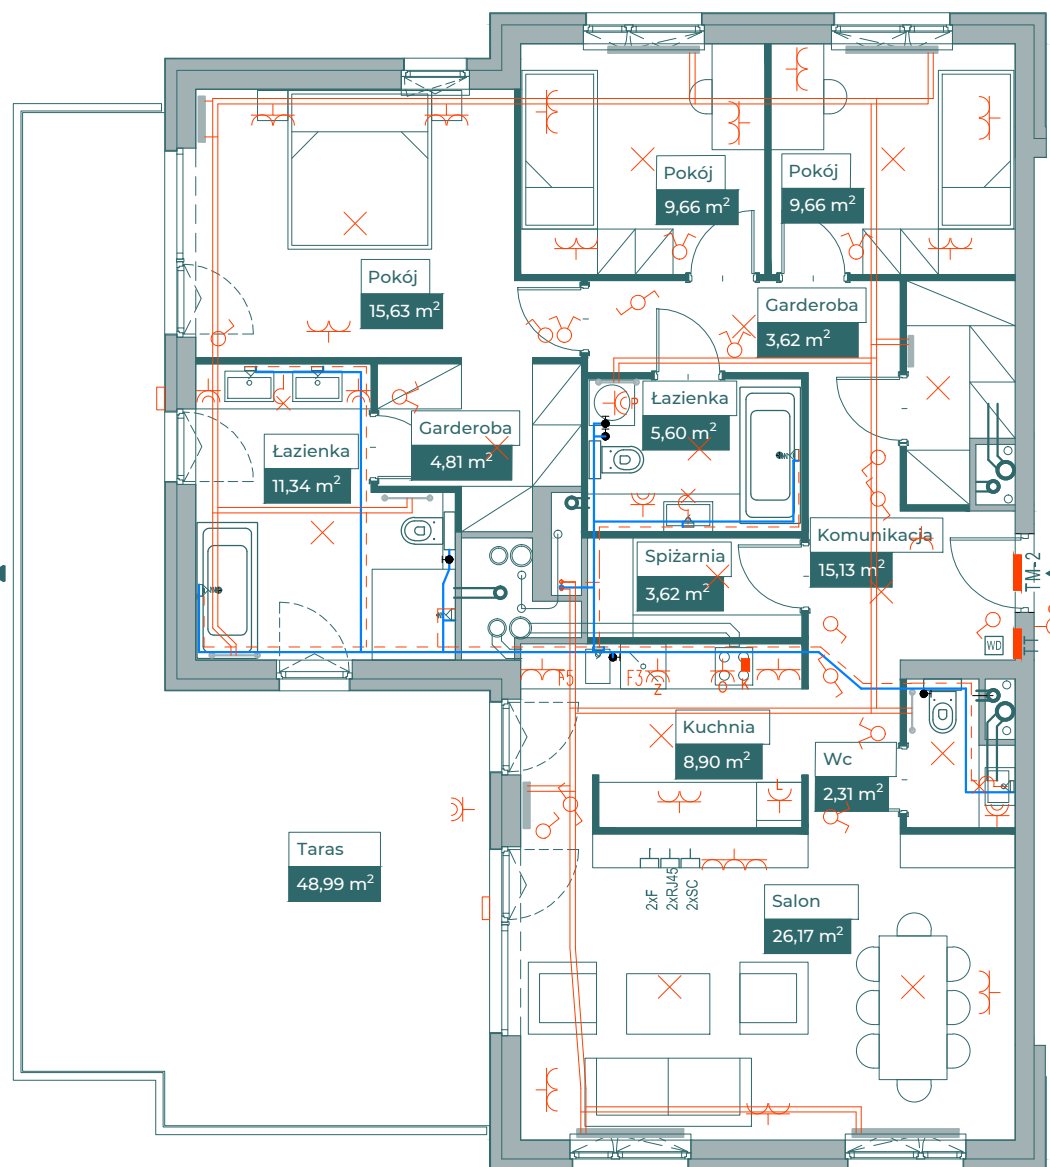 Pokój
9,66 m²
Pokój
9,66 m²
Pokój
15,63 m²
Garderoba
3,62 m²
Łazienka
5,60 m²
Garderoba
4,81 m²
Łazienka
11,34 m²
P
Komunikacja
15,13 m²
Spiżarnia
3,62 m²
TM-2
TT
WD
F5
F3
Z
O
K
Kuchnia
8,90 m²
Wc
2,31 m²
L
Taras
48,99 m²
2xF
2xRJ45
2xSC
Salon
26,17 m²